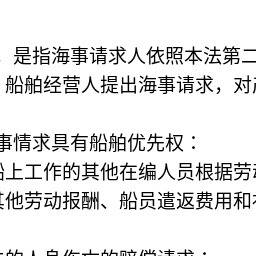 ，是指海事请求人依照本法第二
船舶经营人提出海事请求，对产
事情求具有船舶优先权：
船上工作的其他在编人员根据劳动
其他劳动报酬、船员遣返费用和社
的人身伤亡的赔偿请求：